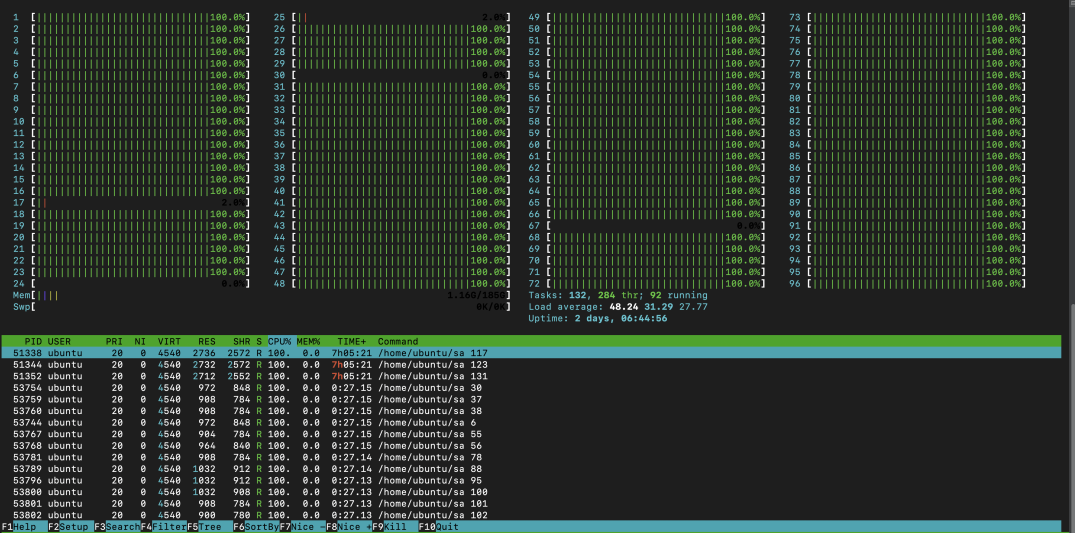 1 [||||||||||||||||||||||||||||||100.0%] 25 [|| 2.0%] 49 [||||||||||||||||||||||||||||||100.0%] 73 [||||||||||||||||||||||||||||||100.0%]
2 [||||||||||||||||||||||||||||||100.0%] 26 [||||||||||||||||||||||||||||||100.0%] 50 [||||||||||||||||||||||||||||||100.0%] 74 [||||||||||||||||||||||||||||||100.0%]
3 [||||||||||||||||||||||||||||||100.0%] 27 [||||||||||||||||||||||||||||||100.0%] 51 [||||||||||||||||||||||||||||||100.0%] 75 [||||||||||||||||||||||||||||||100.0%]
4 [||||||||||||||||||||||||||||||100.0%] 28 [||||||||||||||||||||||||||||||100.0%] 52 [||||||||||||||||||||||||||||||100.0%] 76 [||||||||||||||||||||||||||||||100.0%]
5 [||||||||||||||||||||||||||||||100.0%] 29 [||||||||||||||||||||||||||||||100.0%] 53 [||||||||||||||||||||||||||||||100.0%] 77 [||||||||||||||||||||||||||||||100.0%]
6 [||||||||||||||||||||||||||||||100.0%] 30 [ 0.0%] 54 [||||||||||||||||||||||||||||||100.0%] 78 [||||||||||||||||||||||||||||||100.0%]
7 [||||||||||||||||||||||||||||||100.0%] 31 [||||||||||||||||||||||||||||||100.0%] 55 [||||||||||||||||||||||||||||||100.0%] 79 [||||||||||||||||||||||||||||||100.0%]
8 [||||||||||||||||||||||||||||||100.0%] 32 [||||||||||||||||||||||||||||||100.0%] 56 [||||||||||||||||||||||||||||||100.0%] 80 [||||||||||||||||||||||||||||||100.0%]
9 [||||||||||||||||||||||||||||||100.0%] 33 [||||||||||||||||||||||||||||||100.0%] 57 [||||||||||||||||||||||||||||||100.0%] 81 [||||||||||||||||||||||||||||||100.0%]
10 [||||||||||||||||||||||||||||||100.0%] 34 [||||||||||||||||||||||||||||||100.0%] 58 [||||||||||||||||||||||||||||||100.0%] 82 [||||||||||||||||||||||||||||||100.0%]
11 [||||||||||||||||||||||||||||||100.0%] 35 [||||||||||||||||||||||||||||||100.0%] 59 [||||||||||||||||||||||||||||||100.0%] 83 [||||||||||||||||||||||||||||||100.0%]
12 [||||||||||||||||||||||||||||||100.0%] 36 [||||||||||||||||||||||||||||||100.0%] 60 [||||||||||||||||||||||||||||||100.0%] 84 [||||||||||||||||||||||||||||||100.0%]
13 [||||||||||||||||||||||||||||||100.0%] 37 [||||||||||||||||||||||||||||||100.0%] 61 [||||||||||||||||||||||||||||||100.0%] 85 [||||||||||||||||||||||||||||||100.0%]
14 [||||||||||||||||||||||||||||||100.0%] 38 [||||||||||||||||||||||||||||||100.0%] 62 [||||||||||||||||||||||||||||||100.0%] 86 [||||||||||||||||||||||||||||||100.0%]
15 [||||||||||||||||||||||||||||||100.0%] 39 [||||||||||||||||||||||||||||||100.0%] 63 [||||||||||||||||||||||||||||||100.0%] 87 [||||||||||||||||||||||||||||||100.0%]
16 [||||||||||||||||||||||||||||||100.0%] 40 [||||||||||||||||||||||||||||||100.0%] 64 [||||||||||||||||||||||||||||||100.0%] 88 [||||||||||||||||||||||||||||||100.0%]
17 [|| 2.0%] 41 [||||||||||||||||||||||||||||||100.0%] 65 [||||||||||||||||||||||||||||||100.0%] 89 [||||||||||||||||||||||||||||||100.0%]
18 [||||||||||||||||||||||||||||||100.0%] 42 [||||||||||||||||||||||||||||||100.0%] 66 [||||||||||||||||||||||||||||||100.0%] 90 [||||||||||||||||||||||||||||||100.0%]
19 [||||||||||||||||||||||||||||||100.0%] 43 [||||||||||||||||||||||||||||||100.0%] 67 [ 0.0%] 91 [||||||||||||||||||||||||||||||100.0%]
20 [||||||||||||||||||||||||||||||100.0%] 44 [||||||||||||||||||||||||||||||100.0%] 68 [||||||||||||||||||||||||||||||100.0%] 92 [||||||||||||||||||||||||||||||100.0%]
21 [||||||||||||||||||||||||||||||100.0%] 45 [||||||||||||||||||||||||||||||100.0%] 69 [||||||||||||||||||||||||||||||100.0%] 93 [||||||||||||||||||||||||||||||100.0%]
22 [||||||||||||||||||||||||||||||100.0%] 46 [||||||||||||||||||||||||||||||100.0%] 70 [||||||||||||||||||||||||||||||100.0%] 94 [||||||||||||||||||||||||||||||100.0%]
23 [||||||||||||||||||||||||||||||100.0%] 47 [||||||||||||||||||||||||||||||100.0%] 71 [||||||||||||||||||||||||||||||100.0%] 95 [||||||||||||||||||||||||||||||100.0%]
24 [ 0.0%] 48 [||||||||||||||||||||||||||||||100.0%] 72 [||||||||||||||||||||||||||||||100.0%] 96 [||||||||||||||||||||||||||||||100.0%]
Mem[|||| 1.16G/185G] Tasks: 132, 284 thr; 92 running
Swp[ 0K/0K] Load average: 48.24 31.29 27.77
Uptime: 2 days, 06:44:56
PID USER PRI NI VIRT RES SHR S CPU% MEM% TIME+ Command
51338 ubuntu 20 0 4540 2736 2572 R 100. 0.0 7h05:21 /home/ubuntu/sa 117
51344 ubuntu 20 0 4540 2732 2572 R 100. 0.0 7h05:21 /home/ubuntu/sa 123
51352 ubuntu 20 0 4540 2712 2552 R 100. 0.0 7h05:21 /home/ubuntu/sa 131
53754 ubuntu 20 0 4540 972 848 R 100. 0.0 0:27.15 /home/ubuntu/sa 30
53759 ubuntu 20 0 4540 908 784 R 100. 0.0 0:27.15 /home/ubuntu/sa 37
53760 ubuntu 20 0 4540 908 784 R 100. 0.0 0:27.15 /home/ubuntu/sa 38
53744 ubuntu 20 0 4540 972 848 R 100. 0.0 0:27.15 /home/ubuntu/sa 6
53767 ubuntu 20 0 4540 904 784 R 100. 0.0 0:27.15 /home/ubuntu/sa 55
53768 ubuntu 20 0 4540 964 840 R 100. 0.0 0:27.15 /home/ubuntu/sa 56
53781 ubuntu 20 0 4540 908 784 R 100. 0.0 0:27.14 /home/ubuntu/sa 78
53789 ubuntu 20 0 4540 1032 912 R 100. 0.0 0:27.14 /home/ubuntu/sa 88
53796 ubuntu 20 0 4540 1032 912 R 100. 0.0 0:27.13 /home/ubuntu/sa 95
53800 ubuntu 20 0 4540 1032 908 R 100. 0.0 0:27.13 /home/ubuntu/sa 100
53801 ubuntu 20 0 4540 908 784 R 100. 0.0 0:27.13 /home/ubuntu/sa 101
53802 ubuntu 20 0 4540 900 780 R 100. 0.0 0:27.13 /home/ubuntu/sa 102
F1Help F2Setup F3SearchF4FilterF5Tree F6SortByF7Nice -F8Nice +F9Kill F10Quit